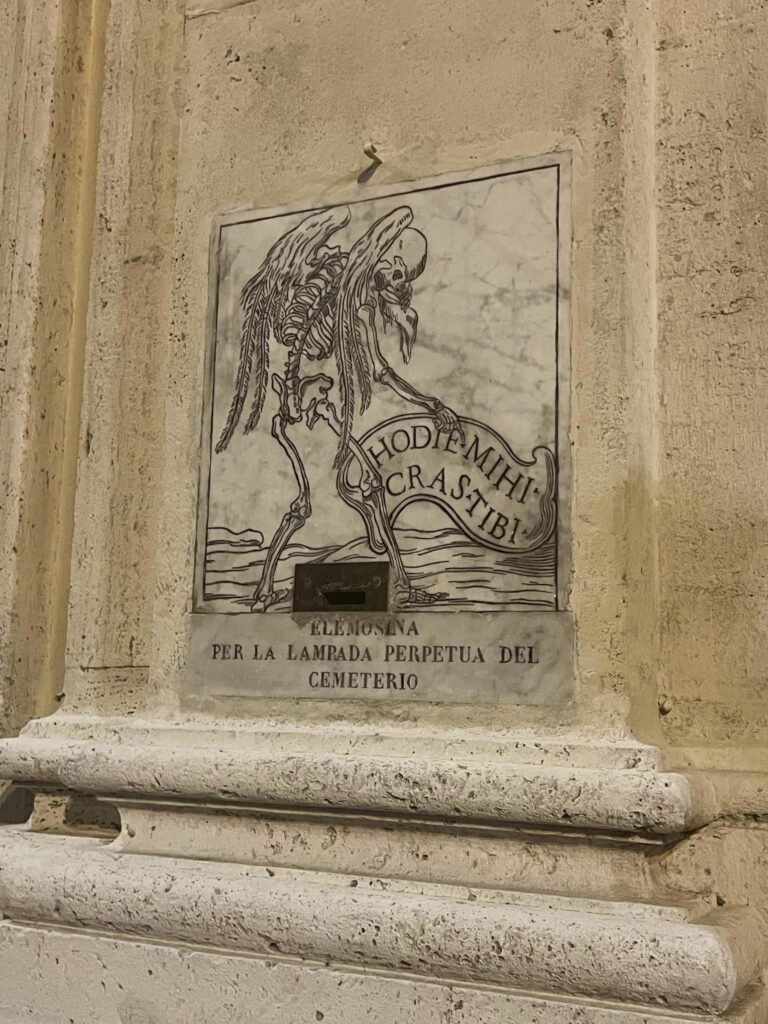 HODIE·MIHI·
CRAS·TIBI·
ELEMOSINA
PER LA LAMPADA PERPETUA DEL
CEMETERIO